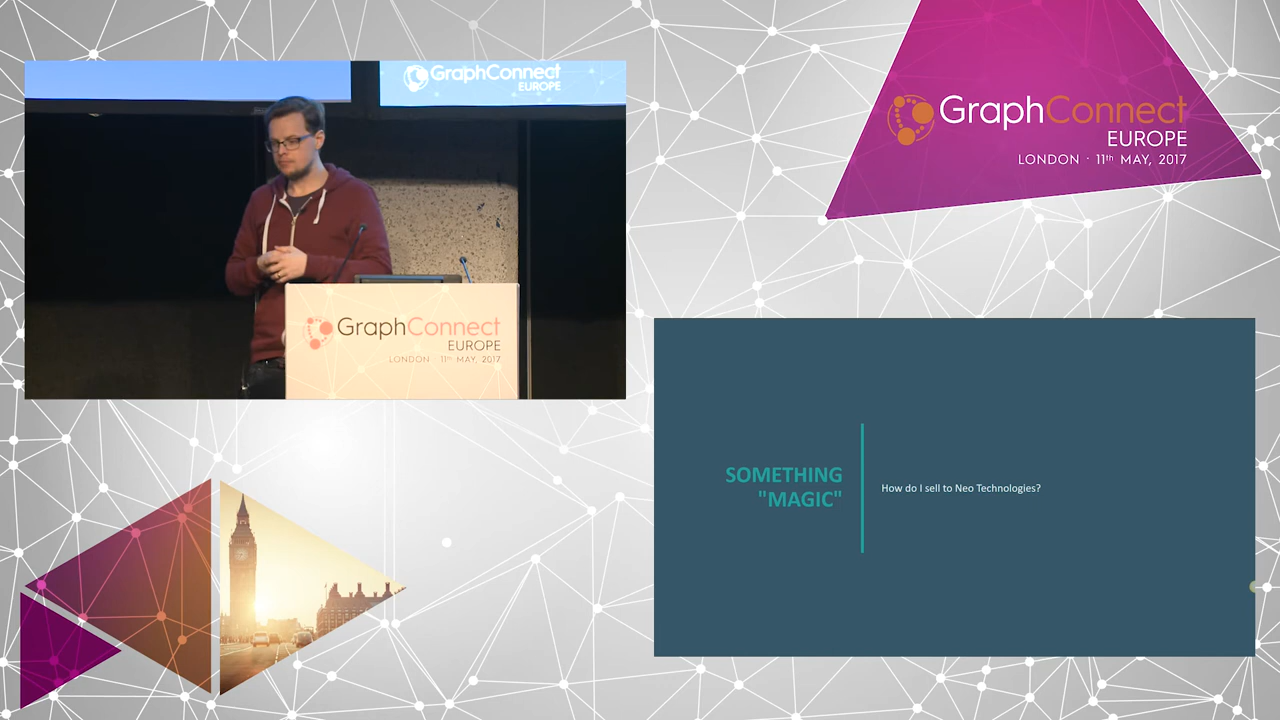 GraphConnect
EUROPE
GraphConnect
EUROPE
LONDON · 11th MAY, 2017
GraphConnect
EUROPE
LONDON · 11th MAY, 2017
SOMETHING
"MAGIC"
How do I sell to Neo Technologies?